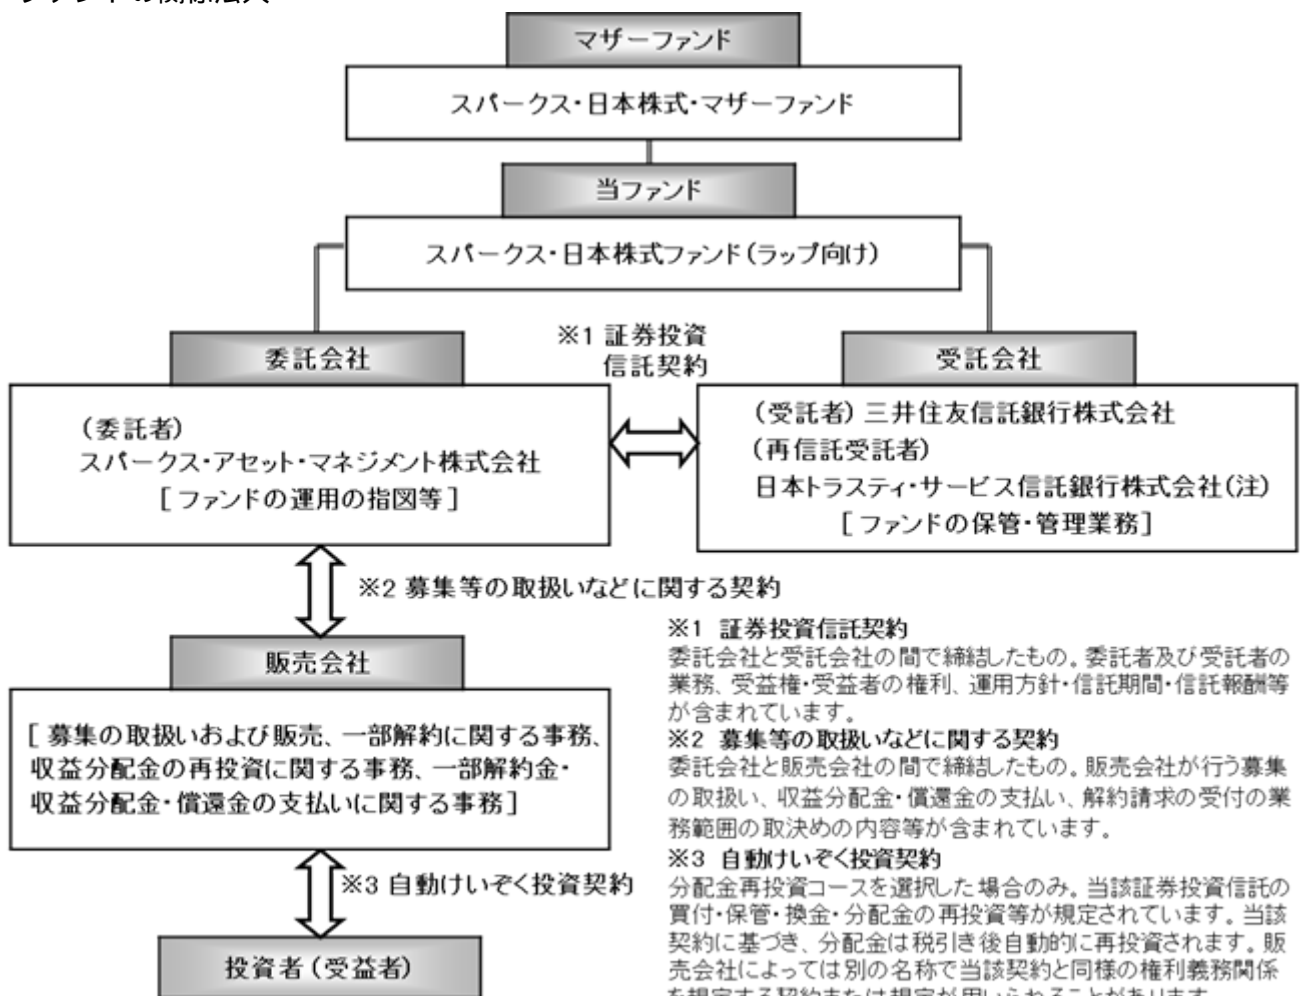 マザーファンド
スパークス・日本株式・マザーファンド
当ファンド
スパークス・日本株式ファンド(ラップ向け)
※1 証券投資
信託契約
委託会社
(委託者)
スパークス・アセット・マネジメント株式会社
[ファンドの運用の指図等]
受託会社
(受託者)三井住友信託銀行株式会社
(再信託受託者)
日本トラスティ・サービス信託銀行株式会社(注)
[ファンドの保管・管理業務]
※2 募集等の取扱いなどに関する契約
販売会社
[募集の取扱いおよび販売、一部解約に関する事務、
収益分配金の再投資に関する事務、一部解約金・
収益分配金・償還金の支払いに関する事務]
※3 自動けいぞく投資契約
投資者(受益者)
※1 証券投資信託契約
委託会社と受託会社の間で締結したもの。委託者及び受託者の
業務、受益権・受益者の権利、運用方針・信託期間・信託報酬等
が含まれています。
※2 募集等の取扱いなどに関する契約
委託会社と販売会社の間で締結したもの。販売会社が行う募集
の取扱い、収益分配金・償還金の支払い、解約請求の受付の業
務範囲の取決めの内容等が含まれています。
※3 自動けいぞく投資契約
分配金再投資コースを選択した場合のみ。当該証券投資信託の
買付・保管・換金・分配金の再投資等が規定されています。当該
契約に基づき、分配金は税引き後自動的に再投資されます。販
売会社によっては別の名称で当該契約と同様の権利義務関係